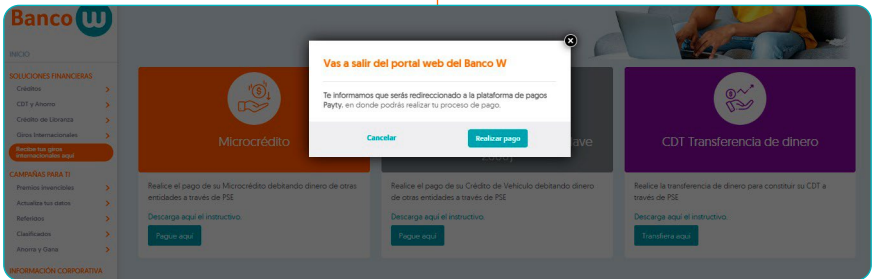 Banco W
INICIO
SOLUCIONES FINANCIERAS
Créditos
CDT y Ahorro
Crédito de Libranza
Giros Internacionales
Recibe tus giros
internacionales aquí
CAMPAÑAS PARA TI
Premios Invencibles
Actualiza tus datos
Referidos
Clasificados
Ahorra y Gana
INFORMACIÓN CORPORATIVA
Vas a salir del portal web del Banco W
Te informamos que serás redireccionado a la plataforma de pagos
Payty, en donde podrás realizar tu proceso de pago.
Cancelar
Realizar pago
Microcrédito
Realice el pago de su Microcrédito debitando dinero de otras
entidades a través de PSE
Descarga aquí el instructivo.
Pague aquí
Realice el pago de su Crédito de Vehículo debitando dinero
de otras entidades a través de PSE
Descarga aquí el instructivo.
Pague aquí
CDT Transferencia de dinero
Realice la transferencia de dinero para constituir su CDT a
través de PSE
Descarga aquí el instructivo.
Transfiera aquí